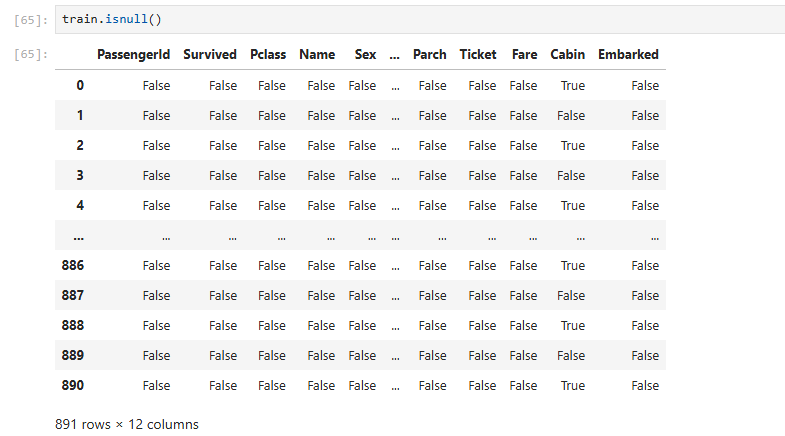 [65]: train.isnull()
[65]: PassengerId Survived Pclass Name Sex ... Parch Ticket Fare Cabin Embarked
0 False False False False False ... False False False True False
1 False False False False False ... False False False False False
2 False False False False False ... False False False True False
3 False False False False False ... False False False False False
4 False False False False False ... False False False True False
... ... ... ... ... ... ... ... ... ... ... ...
886 False False False False False ... False False False True False
887 False False False False False ... False False False False False
888 False False False False False ... False False False True False
889 False False False False False ... False False False False False
890 False False False False False ... False False False True False
891 rows × 12 columns